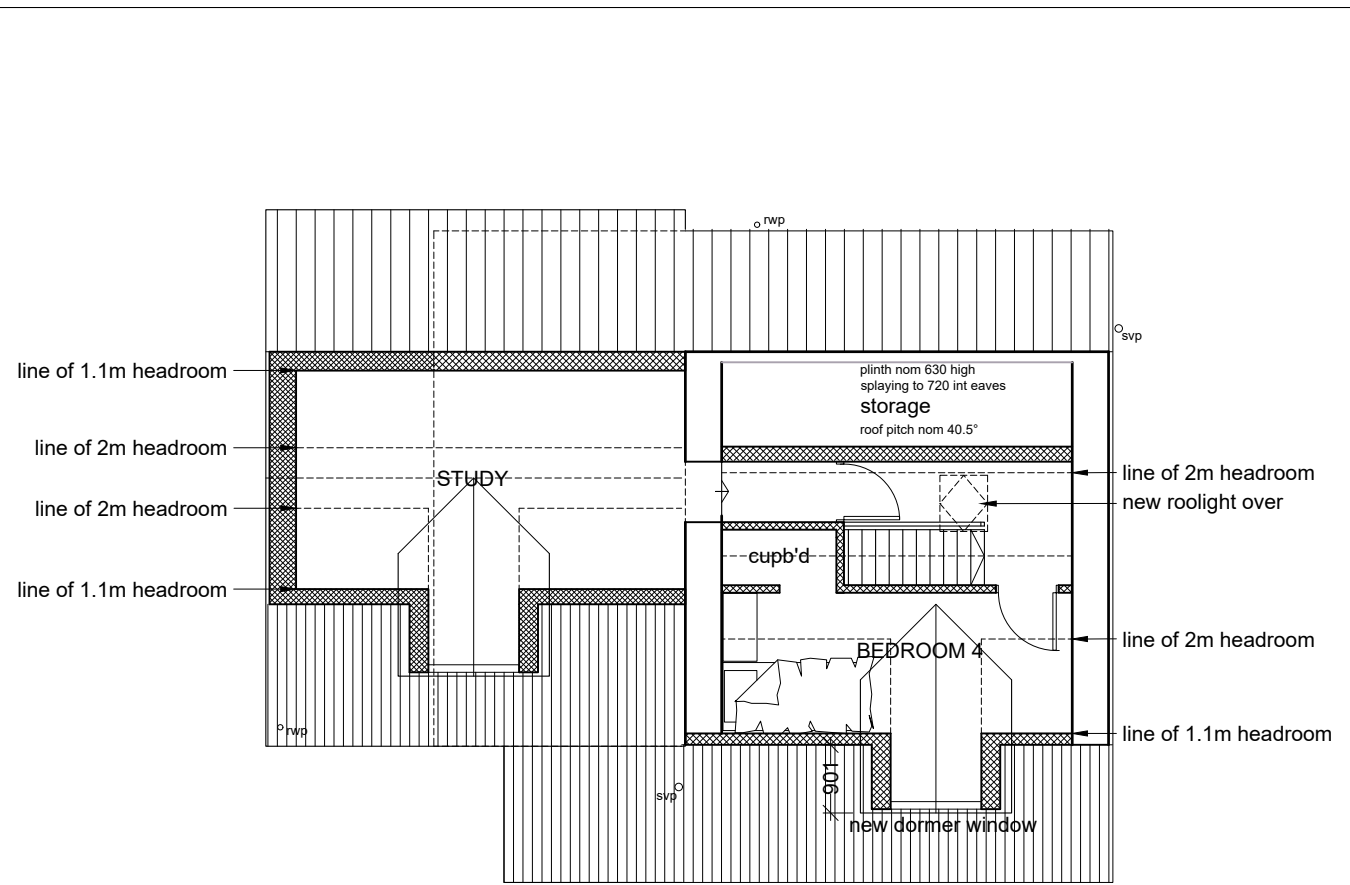 rwp
svp
line of 1.1m headroom
plinth nom 630 high
splaying to 720 int eaves
storage
roof pitch nom 40.5°
line of 2m headroom
STUDY
line of 2m headroom
line of 2m headroom
new roolight over
cupb'd
line of 1.1m headroom
line of 2m headroom
BEDROOM 4
rwp
line of 1.1m headroom
901
svp
new dormer window